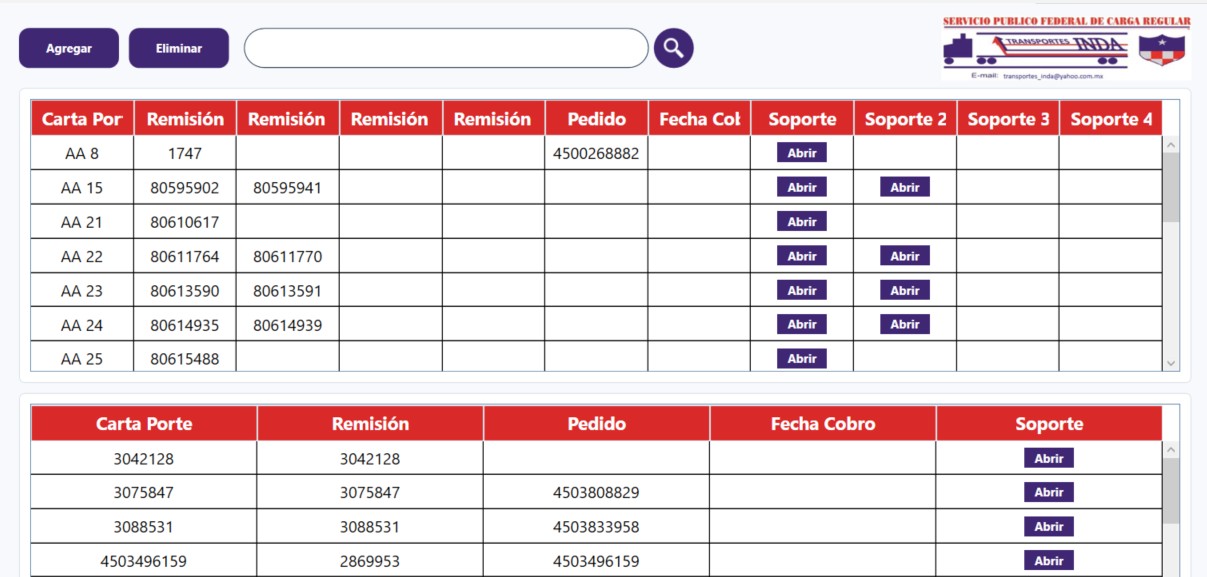 SERVICIO PUBLICO FEDERAL DE CARGA REGULAR
Agregar Eliminar
TRANSPORTES INDA
E-mail: transportes_inda@yahoo.com.mx
Carta Por Remisión Remisión Remisión Remisión Pedido Fecha Col Soporte Soporte 2 Soporte 3 Soporte 4
AA 8 1747 4500268882 Abrir
AA 15 80595902 80595941 Abrir Abrir
AA 21 80610617 Abrir
AA 22 80611764 80611770 Abrir Abrir
AA 23 80613590 80613591 Abrir Abrir
AA 24 80614935 80614939 Abrir Abrir
AA 25 80615488 Abrir
Carta Porte Remisión Pedido Fecha Cobro Soporte
3042128 3042128 Abrir
3075847 3075847 4503808829 Abrir
3088531 3088531 4503833958 Abrir
4503496159 2869953 4503496159 Abrir